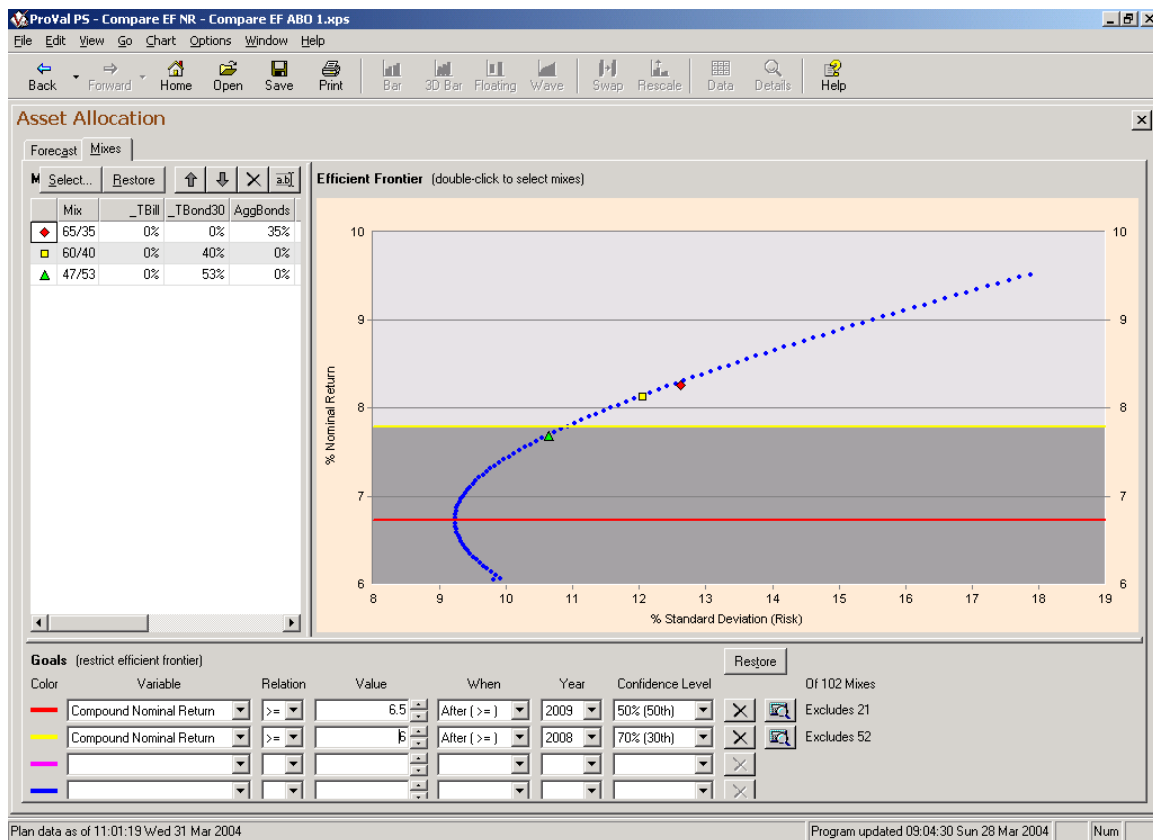 ProVal PS - Compare EF NR - Compare EF ABO 1.xps
File Edit View Go Chart Options Window Help
Back Forward Home Open Save Print Bar 3D Bar Floating Wave Swap Rescale Data Details Help
Asset Allocation
Forecast Mixes
M Select... Restore a.b
Mix _TBill _TBond30 AggBonds
65/35 0% 0% 35%
60/40 0% 40% 0%
47/53 0% 53% 0%
Efficient Frontier (double-click to select mixes)
10 10
9 9
8 8
7 7
6 6
% Nominal Return
8 9 10 11 12 13 14 15 16 17 18 19
% Standard Deviation (Risk)
Goals (restrict efficient frontier) Restore
Color Variable Relation Value When Year Confidence Level Of 102 Mixes
Compound Nominal Return >= 6.5 After ( >= ) 2009 50% (50th) Excludes 21
Compound Nominal Return >= 6 After ( >= ) 2008 70% (30th) Excludes 52
Plan data as of 11:01:19 Wed 31 Mar 2004 Program updated 09:04:30 Sun 28 Mar 2004 Num